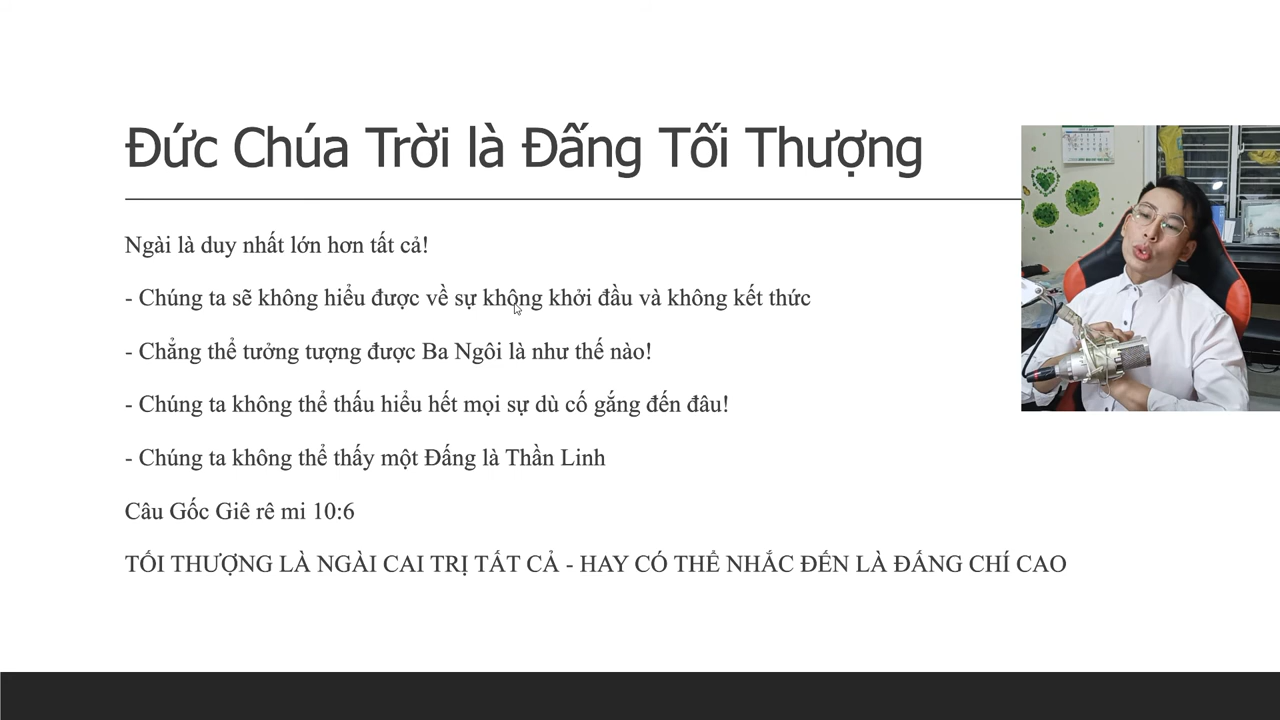 Đức Chúa Trời là Đấng Tối Thượng
Ngài là duy nhất lớn hơn tất cả!
- Chúng ta sẽ không hiểu được về sự không khởi đầu và không kết thức
- Chẳng thể tưởng tượng được Ba Ngôi là như thế nào!
- Chúng ta không thể thấu hiểu hết mọi sự dù cố gắng đến đâu!
- Chúng ta không thể thấy một Đấng là Thần Linh
Câu Gốc Giê rê mi 10:6
TỐI THƯỢNG LÀ NGÀI CAI TRỊ TẤT CẢ - HAY CÓ THỂ NHẮC ĐẾN LÀ ĐẤNG CHÍ CAO